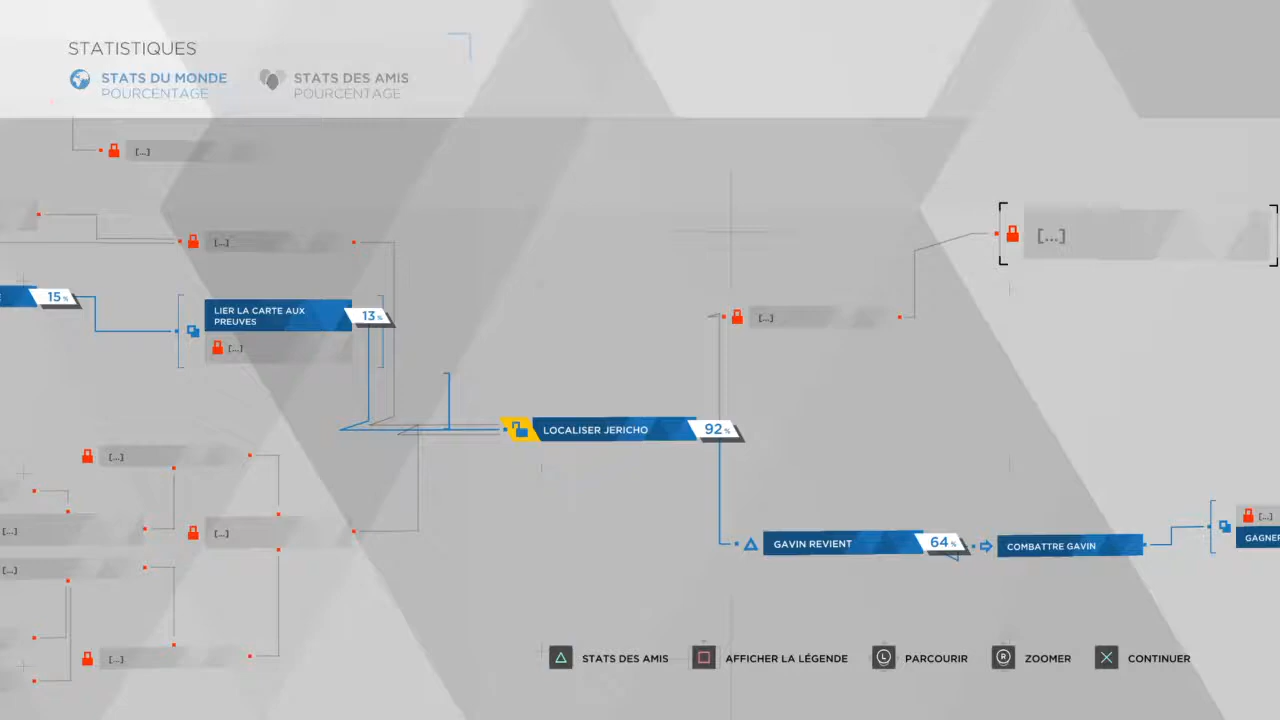 STATISTIQUES
STATS DU MONDE
POURCENTAGE
STATS DES AMIS
POURCENTAGE
[...]
[...]
[...]
15%
LIER LA CARTE AUX
PREUVES
13%
[...]
[...]
LOCALISER JERICHO
92%
[...]
[...]
[...]
[...]
GAVIN REVIENT
64%
COMBATTRE GAVIN
[...]
GAGNER
[...]
[...]
STATS DES AMIS
AFFICHER LA LÉGENDE
L
PARCOURIR
R
ZOOMER
CONTINUER